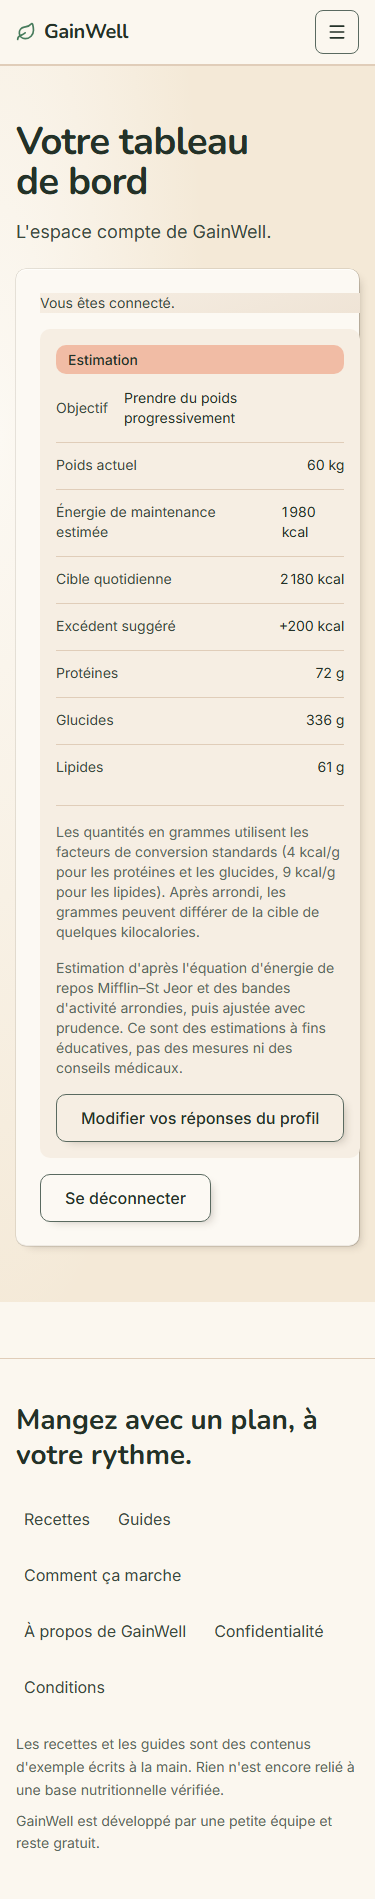 GainWell
Votre tableau
de bord
L'espace compte de GainWell.
Vous êtes connecté.
Estimation
Objectif Prendre du poids
progressivement
Poids actuel 60 kg
Énergie de maintenance 1 980
estimée kcal
Cible quotidienne 2 180 kcal
Excédent suggéré +200 kcal
Protéines 72 g
Glucides 336 g
Lipides 61 g
Les quantités en grammes utilisent les
facteurs de conversion standards (4 kcal/g
pour les protéines et les glucides, 9 kcal/g
pour les lipides). Après arrondi, les
grammes peuvent différer de la cible de
quelques kilocalories.
Estimation d'après l'équation d'énergie de
repos Mifflin–St Jeor et des bandes
d'activité arrondies, puis ajustée avec
prudence. Ce sont des estimations à fins
éducatives, pas des mesures ni des
conseils médicaux.
Modifier vos réponses du profil
Se déconnecter
Mangez avec un plan, à
votre rythme.
Recettes Guides
Comment ça marche
À propos de GainWell Confidentialité
Conditions
Les recettes et les guides sont des contenus
d'exemple écrits à la main. Rien n'est encore relié à
une base nutritionnelle vérifiée.
GainWell est développé par une petite équipe et
reste gratuit.